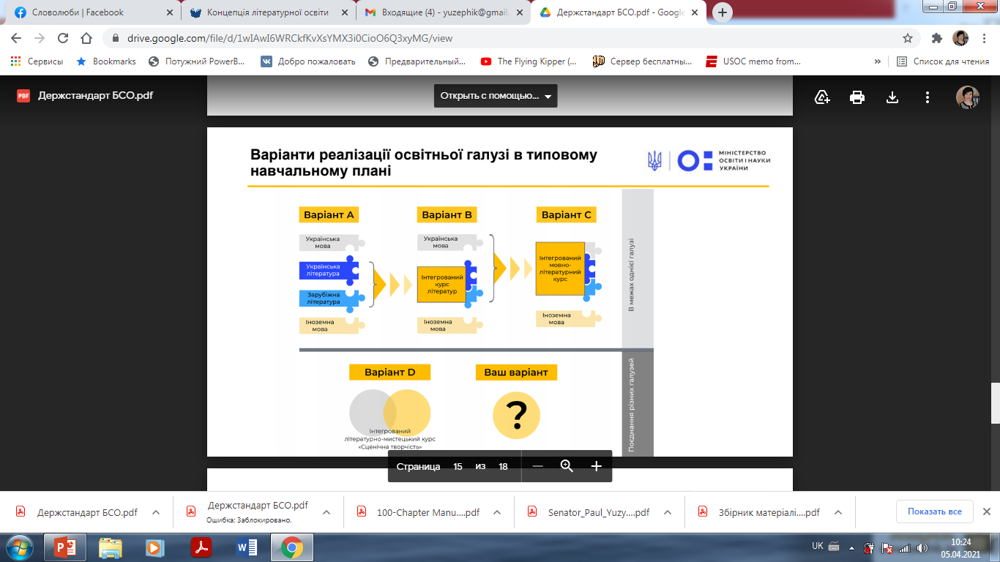 Словолюби | Facebook
Концепція літературної освіти
Входящие (4) - yuzephik@gmail.
Держстандарт БСО.pdf - Google
drive.google.com/file/d/1wIAwI6WRCkfKvXsYMX3i0CioO6Q3xyMG/view
Сервисы
Bookmarks
Потужний PowerP...
Добро пожаловать
Предварительный...
The Flying Kipper (...
Сервер бесплатны...
USOC memo from...
»
Список для чтения
PDF
Держстандарт БСО.pdf
Открыть с помощью...
Варіанти реалізації освітньої галузі в типовому
навчальному плані
МІНІСТЕРСТВО
ОСВІТИ І НАУКИ
УКРАЇНИ
Варіант A
Варіант B
Варіант C
Українська
мова
Українська
література
Зарубіжна
література
Іноземна
мова
Українська
мова
Інтегрований
курс
літератур
Іноземна
мова
Інтегрований
мовно-
літературний
курс
Іноземна
мова
В межах однієї галузі
Варіант D
Ваш варіант
Інтегрований
літературно-мистецький курс
«Сценічна творчість»
?
Поєднання різних галузей
Страница 15 из 18
Держстандарт БСО.pdf
Держстандарт БСО.pdf
Ошибка: Заблокировано.
100-Chapter Manu....pdf
Senator_Paul_Yuzy....pdf
Збірник матеріалі....pdf
Показать все
UK
10:24
05.04.2021